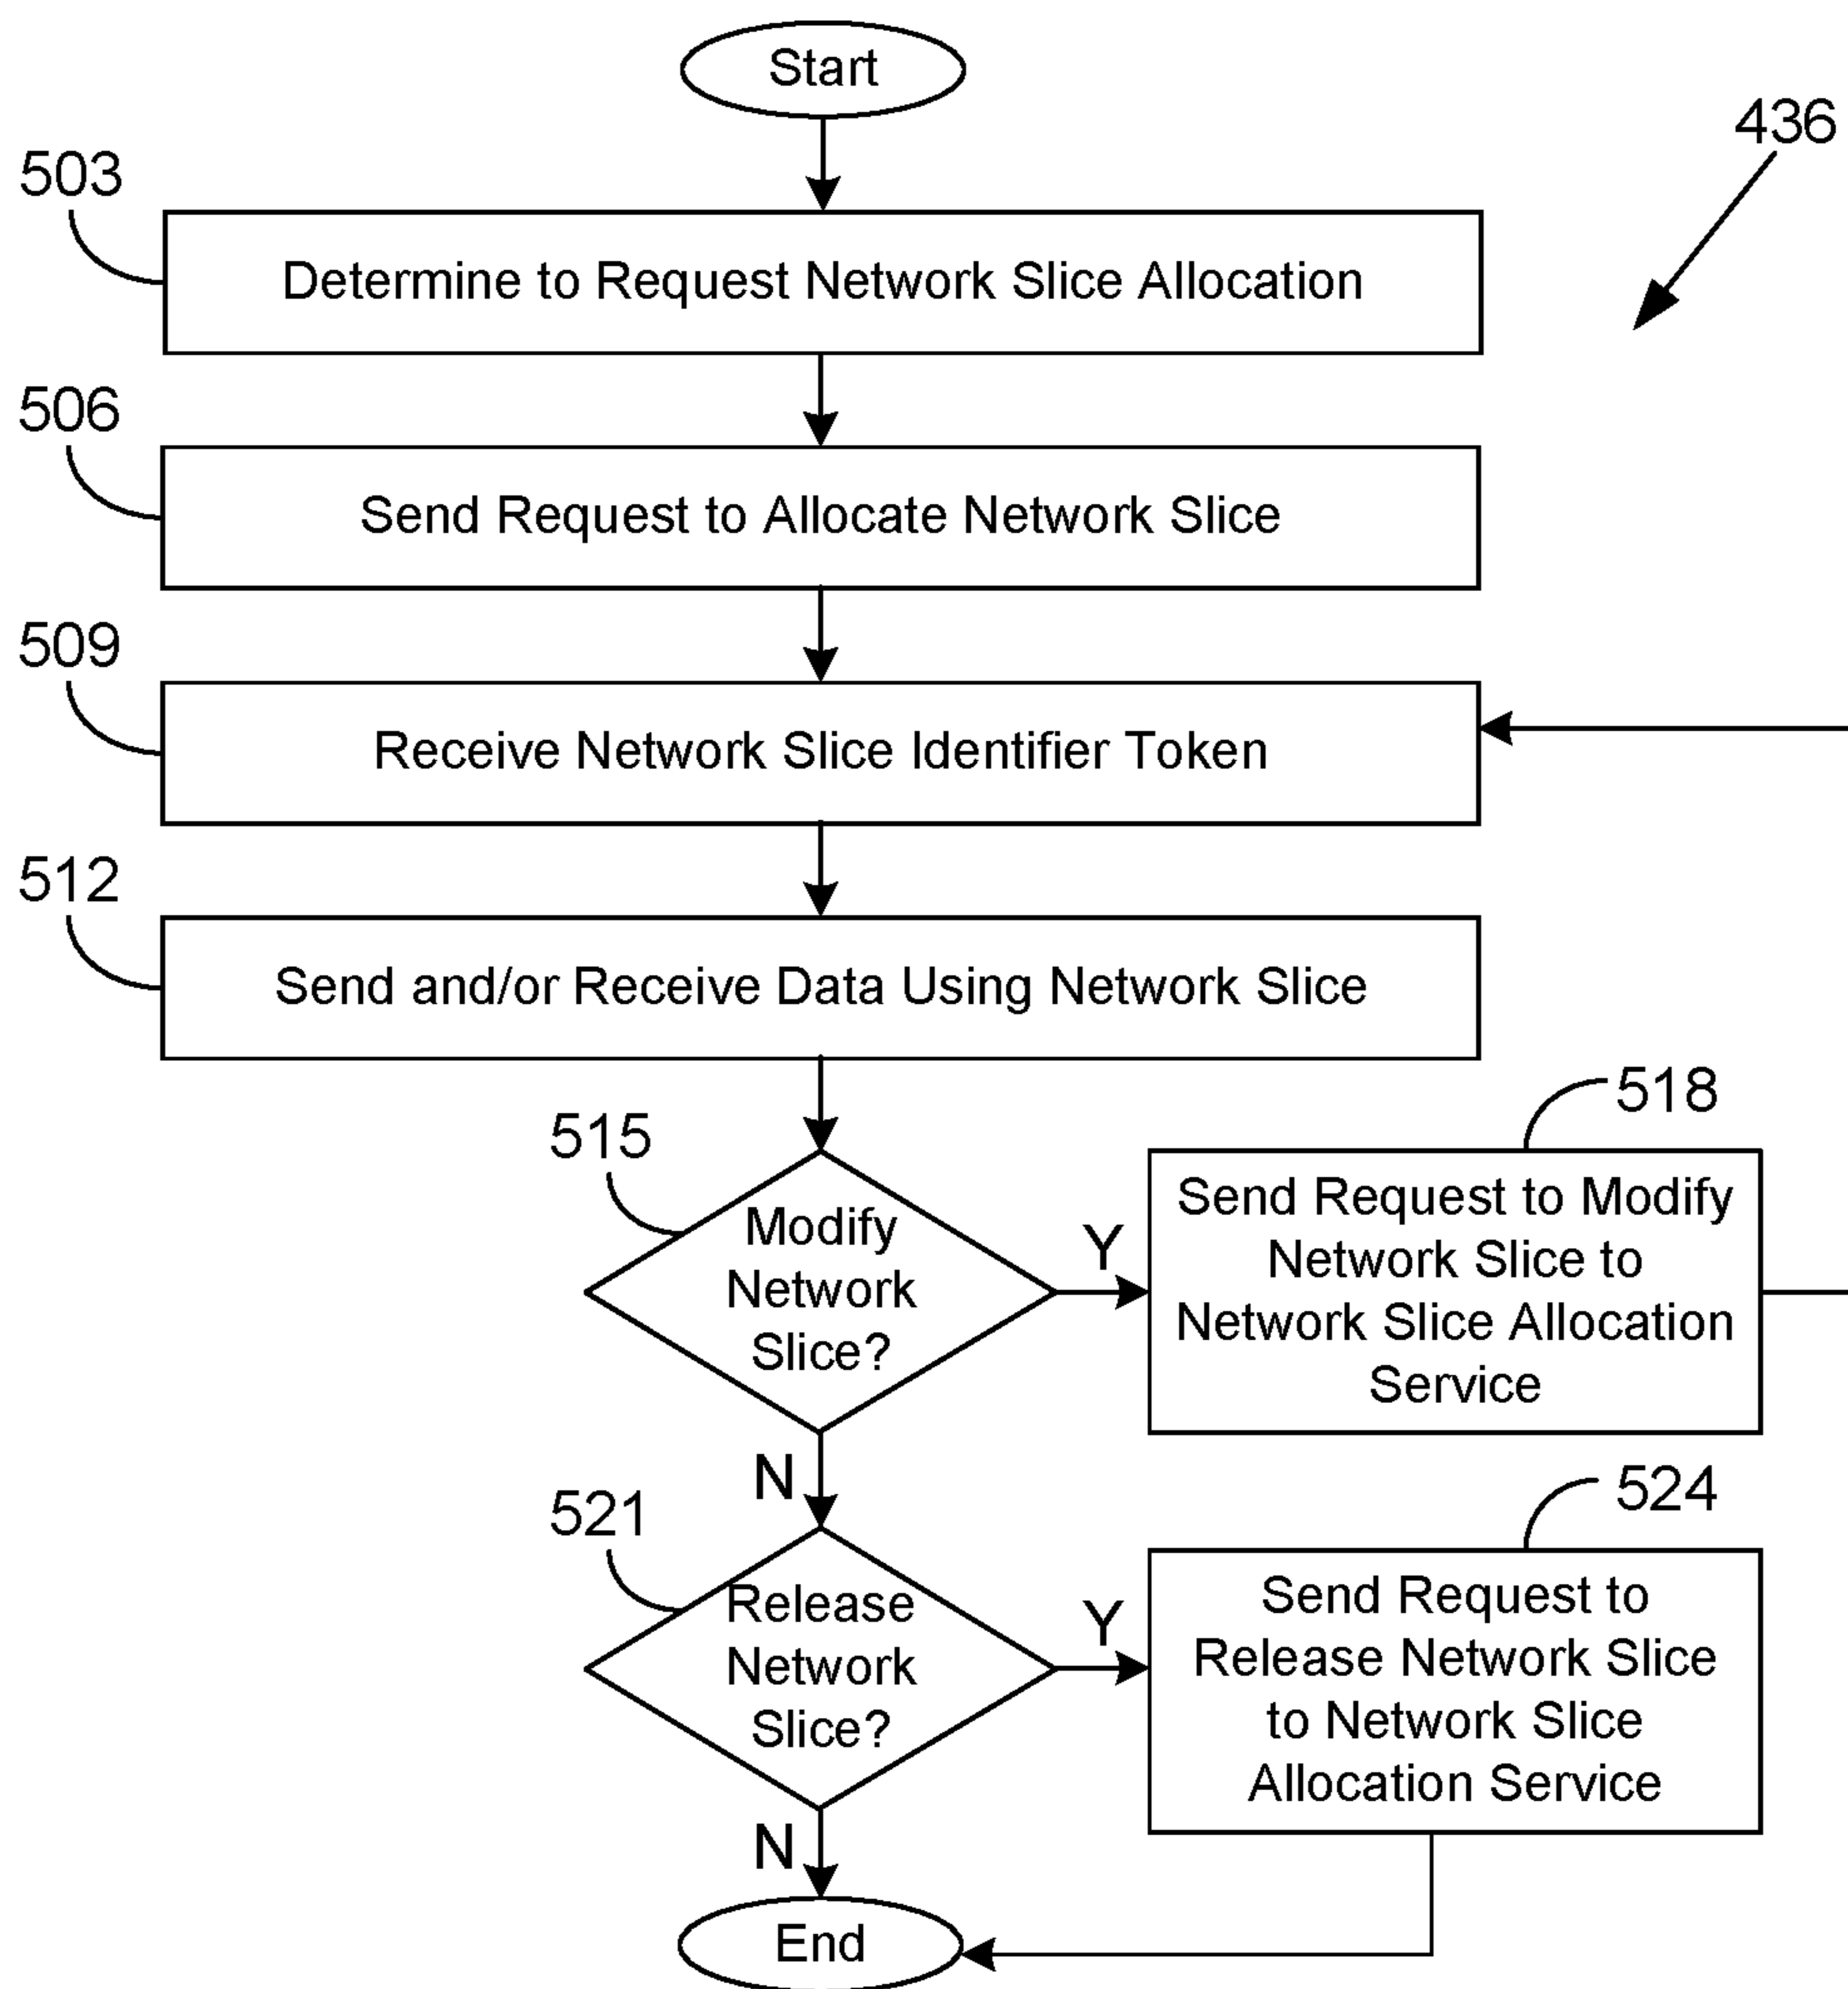 Start
436
503
Determine to Request Network Slice Allocation
506
Send Request to Allocate Network Slice
509
Receive Network Slice Identifier Token
512
Send and/or Receive Data Using Network Slice
515
Modify
Network
Slice?
Y
518
Send Request to Modify
Network Slice to
Network Slice Allocation
Service
N
521
Release
Network
Slice?
Y
524
Send Request to
Release Network Slice
to Network Slice
Allocation Service
N
End